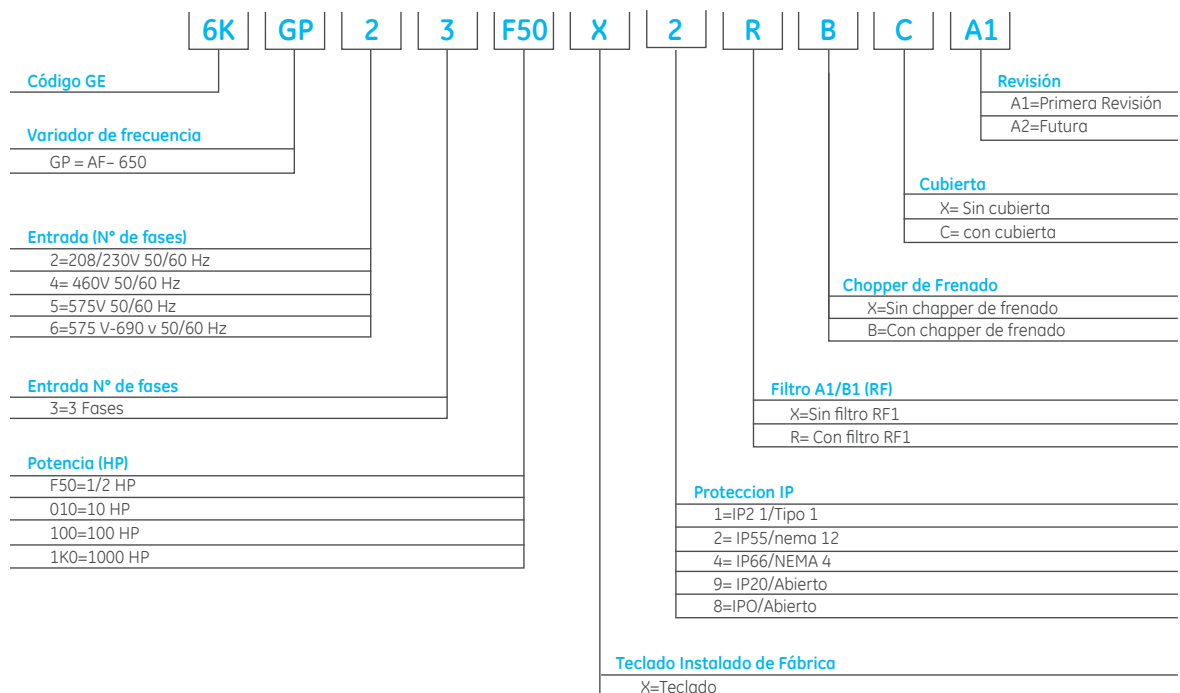 6K GP 2 3 F50 X 2 R B C A1
Código GE
Variador de frecuencia
GP = AF– 650
Entrada (N° de fases)
2=208/230V 50/60 Hz
4= 460V 50/60 Hz
5=575V 50/60 Hz
6=575 V-690 v 50/60 Hz
Entrada N° de fases
3=3 Fases
Potencia (HP)
F50=1/2 HP
010=10 HP
100=100 HP
1K0=1000 HP
Revisión
A1=Primera Revisión
A2=Futura
Cubierta
X= Sin cubierta
C= con cubierta
Chopper de Frenado
X=Sin chapper de frenado
B=Con chapper de frenado
Filtro A1/B1 (RF)
X=Sin filtro RF1
R= Con filtro RF1
Proteccion IP
1=IP2 1/Tipo 1
2= IP55/nema 12
4= IP66/NEMA 4
9= IP20/Abierto
8=IPO/Abierto
Teclado Instalado de Fábrica
X=Teclado